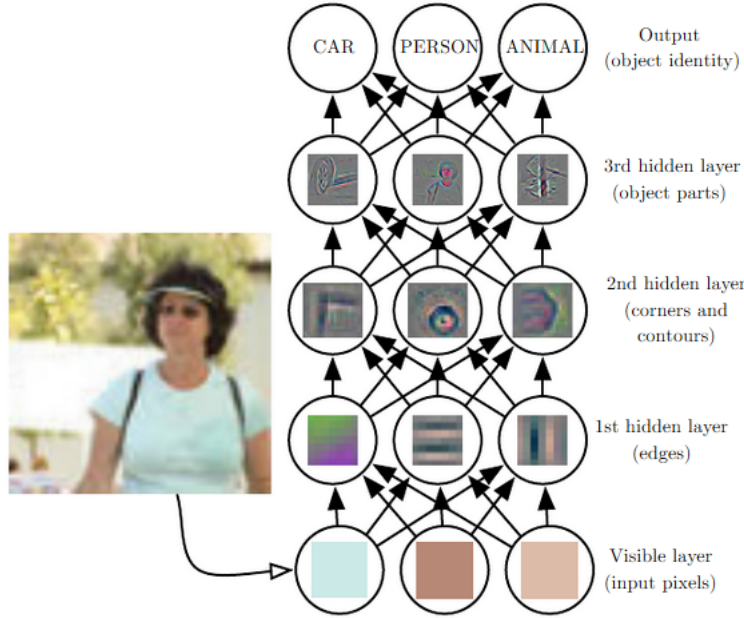 CAR PERSON ANIMAL
Output
(object identity)
3rd hidden layer
(object parts)
2nd hidden layer
(corners and
contours)
1st hidden layer
(edges)
Visible layer
(input pixels)